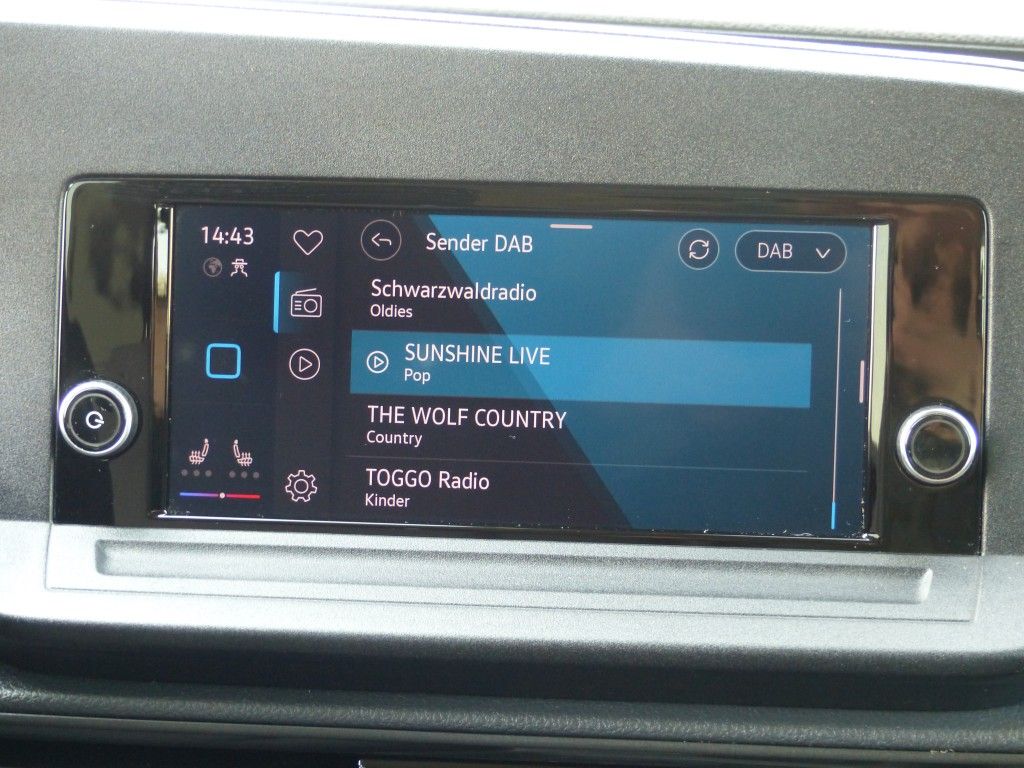 14:43
Sender DAB
DAB
Schwarzwaldradio
Oldies
SUNSHINE LIVE
Pop
THE WOLF COUNTRY
Country
TOGGO Radio
Kinder